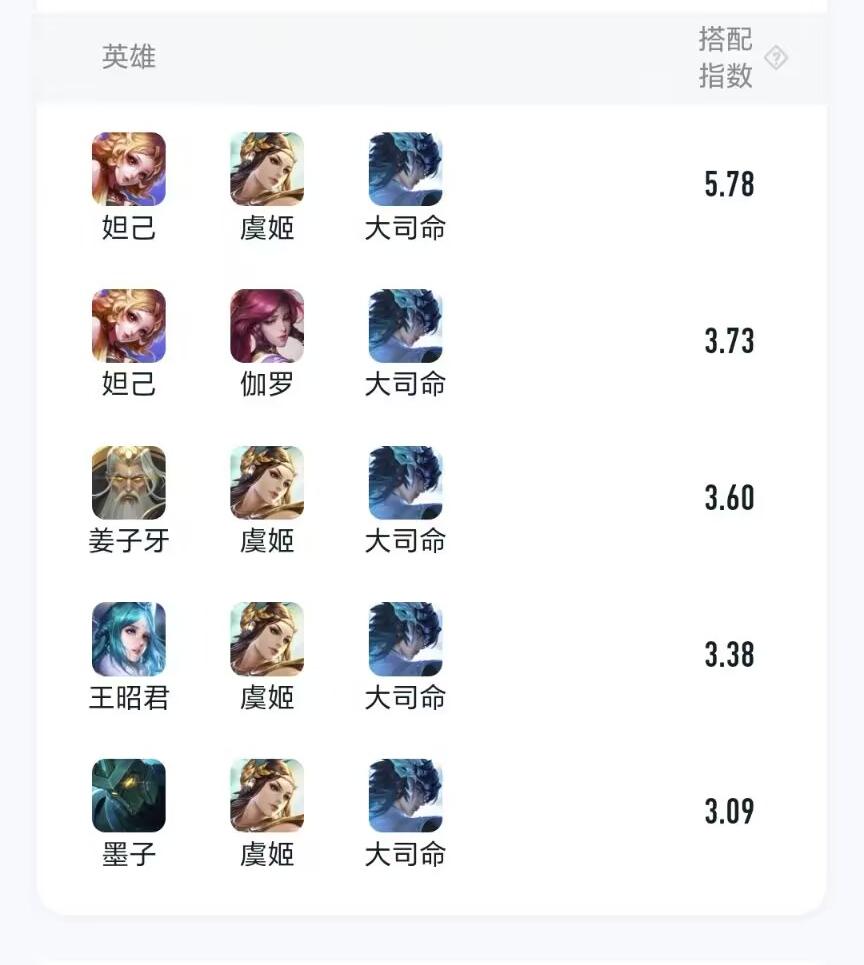 英雄
搭配
指数
?
妲己 虞姬 大司命 5.78
妲己 伽罗 大司命 3.73
姜子牙 虞姬 大司命 3.60
王昭君 虞姬 大司命 3.38
墨子 虞姬 大司命 3.09